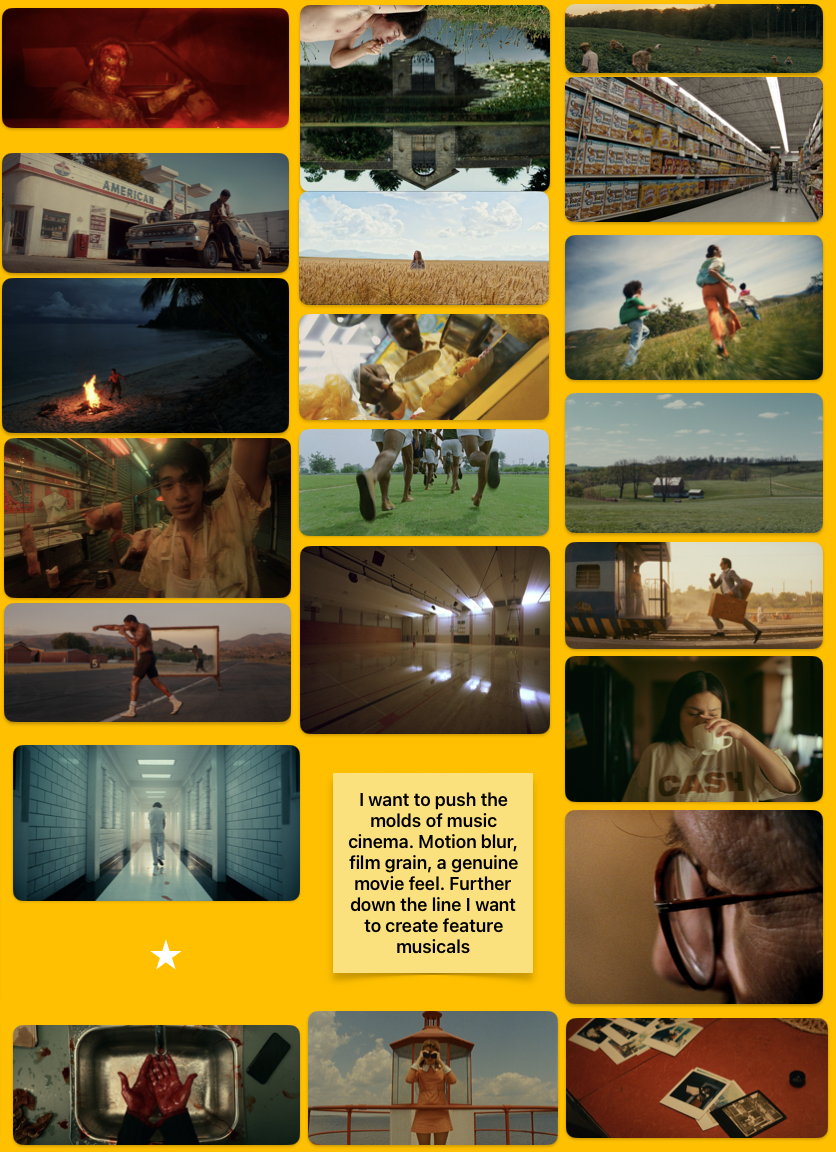 AMERICAN
I want to push the
molds of music
cinema. Motion blur,
film grain, a genuine
movie feel. Further
down the line I want
to create feature
musicals
CASH